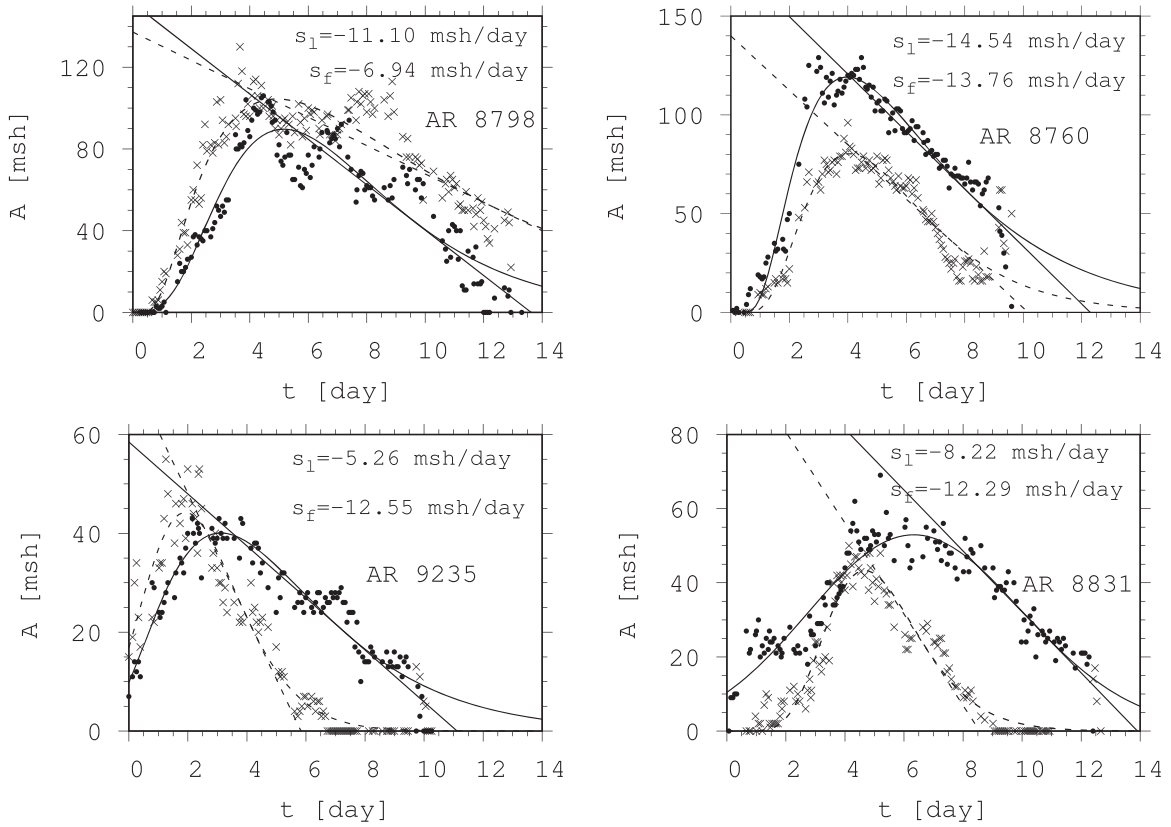 s_l=−11.10 msh/day
s_f=−6.94 msh/day
AR 8798
120
80
40
0
A [msh]
0 2 4 6 8 10 12 14
t [day]
s_l=−14.54 msh/day
s_f=−13.76 msh/day
AR 8760
150
100
50
0
A [msh]
0 2 4 6 8 10 12 14
t [day]
s_l=−5.26 msh/day
s_f=−12.55 msh/day
AR 9235
60
40
20
0
A [msh]
0 2 4 6 8 10 12 14
t [day]
s_l=−8.22 msh/day
s_f=−12.29 msh/day
AR 8831
80
60
40
20
0
A [msh]
0 2 4 6 8 10 12 14
t [day]